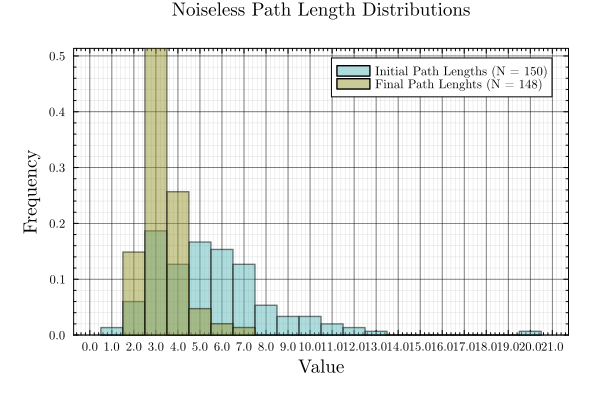 Noiseless Path Length Distributions
Initial Path Lengths (N = 150)
Final Path Lenghts (N = 148)
Frequency
0.5
0.4
0.3
0.2
0.1
0.0
0.0 1.0 2.0 3.0 4.0 5.0 6.0 7.0 8.0 9.0 10.0 11.0 12.0 13.0 14.0 15.0 16.0 17.0 18.0 19.0 20.0 21.0
Value